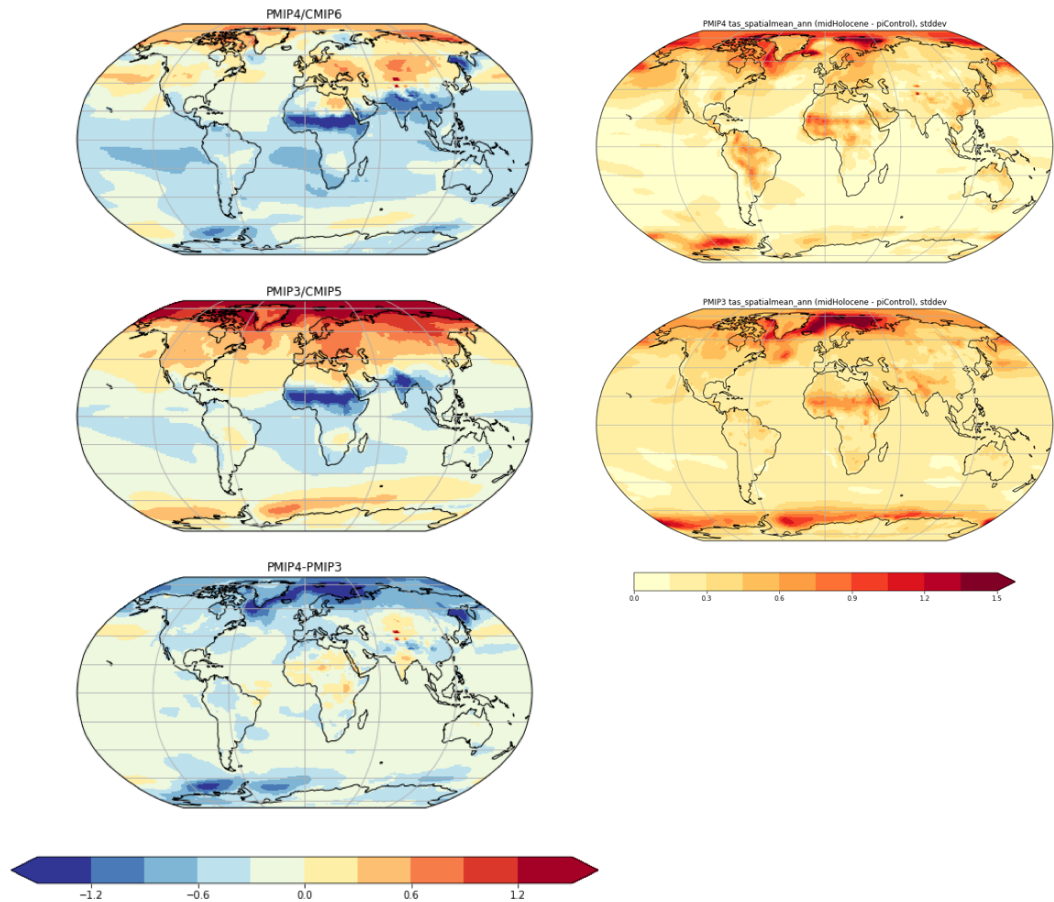 PMIP4/CMIP6
PMIP4 tas_spatialmean_ann (midHolocene - piControl), stddev
PMIP3/CMIP5
PMIP3 tas_spatialmean_ann (midHolocene - piControl), stddev
PMIP4-PMIP3
0.0 0.3 0.6 0.9 1.2 1.5
−1.2 −0.6 0.0 0.6 1.2